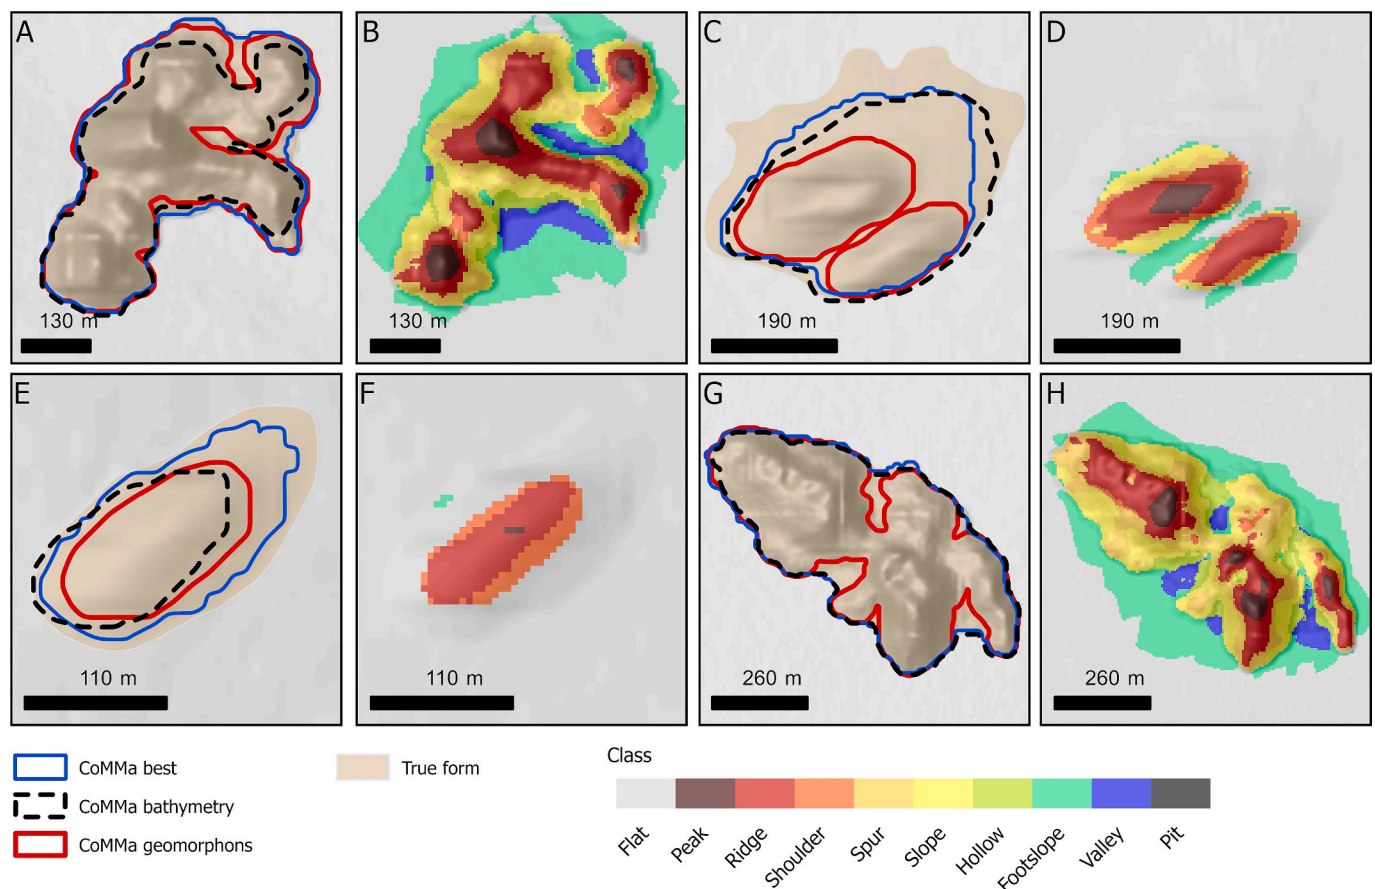 A
B
C
D
130 m
130 m
190 m
190 m
E
F
G
H
110 m
110 m
260 m
260 m
CoMMa best
CoMMa bathymetry
CoMMa geomorphons
True form
Class
Flat
Peak
Ridge
Shoulder
Spur
Slope
Hollow
Footslope
Valley
Pit